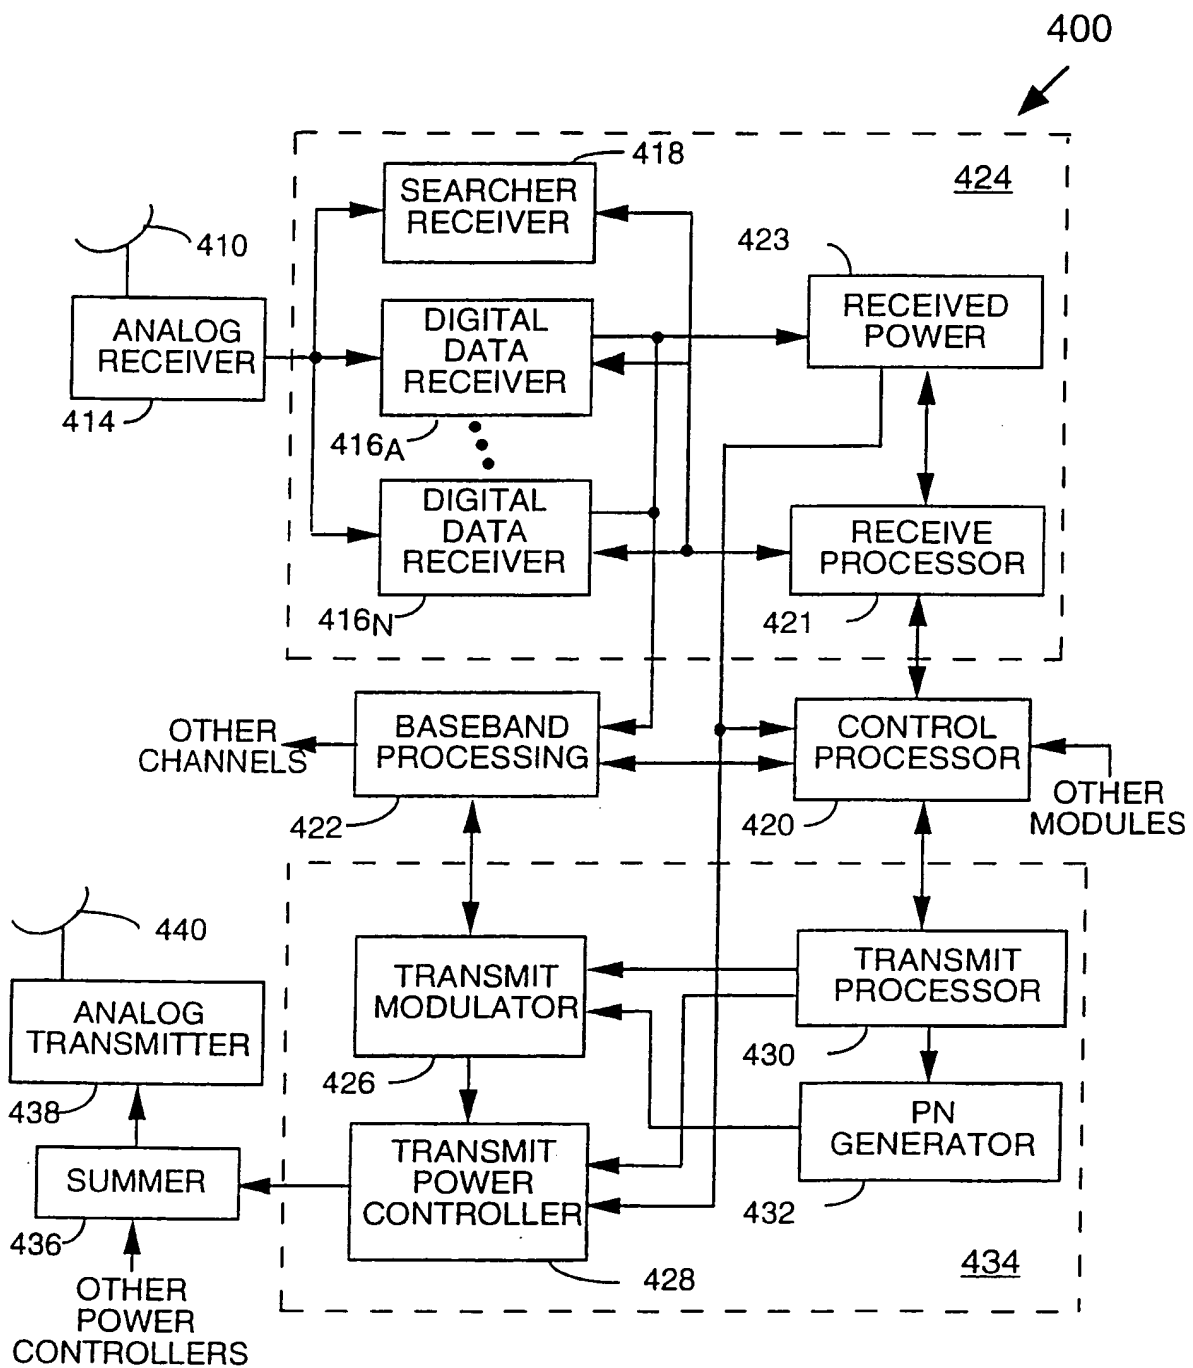 400
418
SEARCHER
RECEIVER
424
410
423
ANALOG
RECEIVER
414
DIGITAL
DATA
RECEIVER
416A
RECEIVED
POWER
DIGITAL
DATA
RECEIVER
416N
RECEIVE
PROCESSOR
421
OTHER
CHANNELS
BASEBAND
PROCESSING
422
CONTROL
PROCESSOR
420
OTHER
MODULES
440
ANALOG
TRANSMITTER
438
TRANSMIT
MODULATOR
426
TRANSMIT
PROCESSOR
430
PN
GENERATOR
432
SUMMER
436
TRANSMIT
POWER
CONTROLLER
428
434
OTHER
POWER
CONTROLLERS